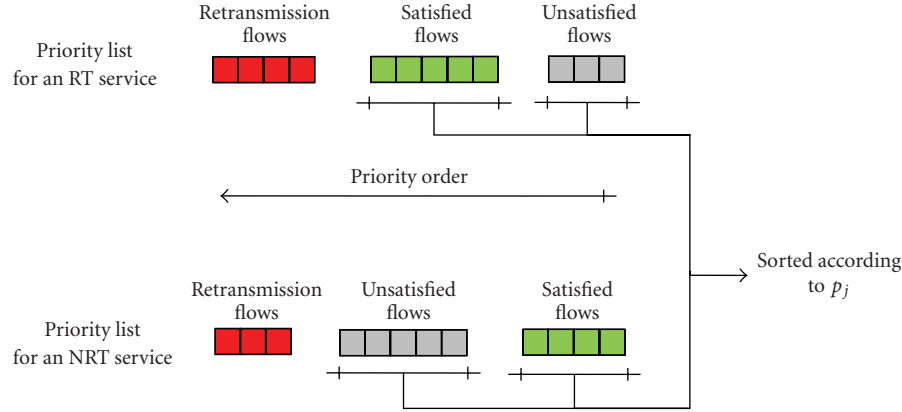 Retransmission
flows
Satisfied
flows
Unsatisfied
flows
Priority list
for an RT service
Priority order
Sorted according
to p_j
Retransmission
flows
Unsatisfied
flows
Satisfied
flows
Priority list
for an NRT service